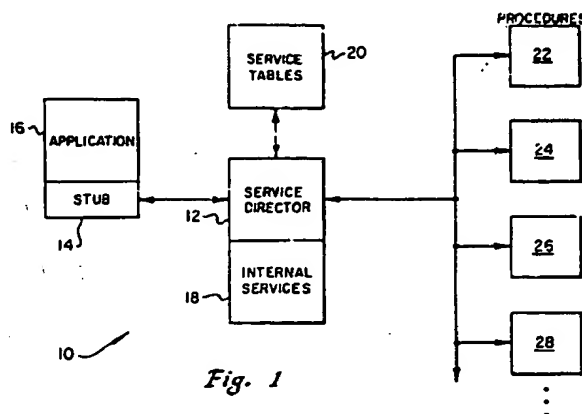 PROCEDURES
22
SERVICE
TABLES
20
16
APPLICATION
24
STUB
14
12
SERVICE
DIRECTOR
26
18
INTERNAL
SERVICES
10
28
Fig. 1